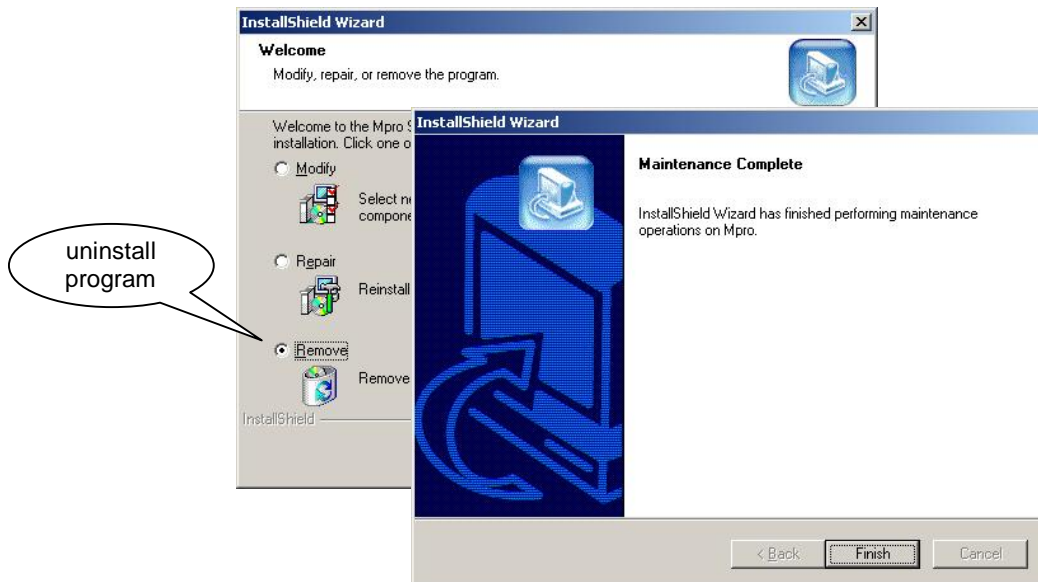 InstallShield Wizard
Welcome
Modify, repair, or remove the program.
Welcome to the Mpro
installation. Click one
Modify
Select
Repair
Reinstall
Remove
Remove
InstallShield
uninstall
program
InstallShield Wizard
Maintenance Complete
InstallShield Wizard has finished performing maintenance
operations on Mpro.
< Back
Finish
Cancel